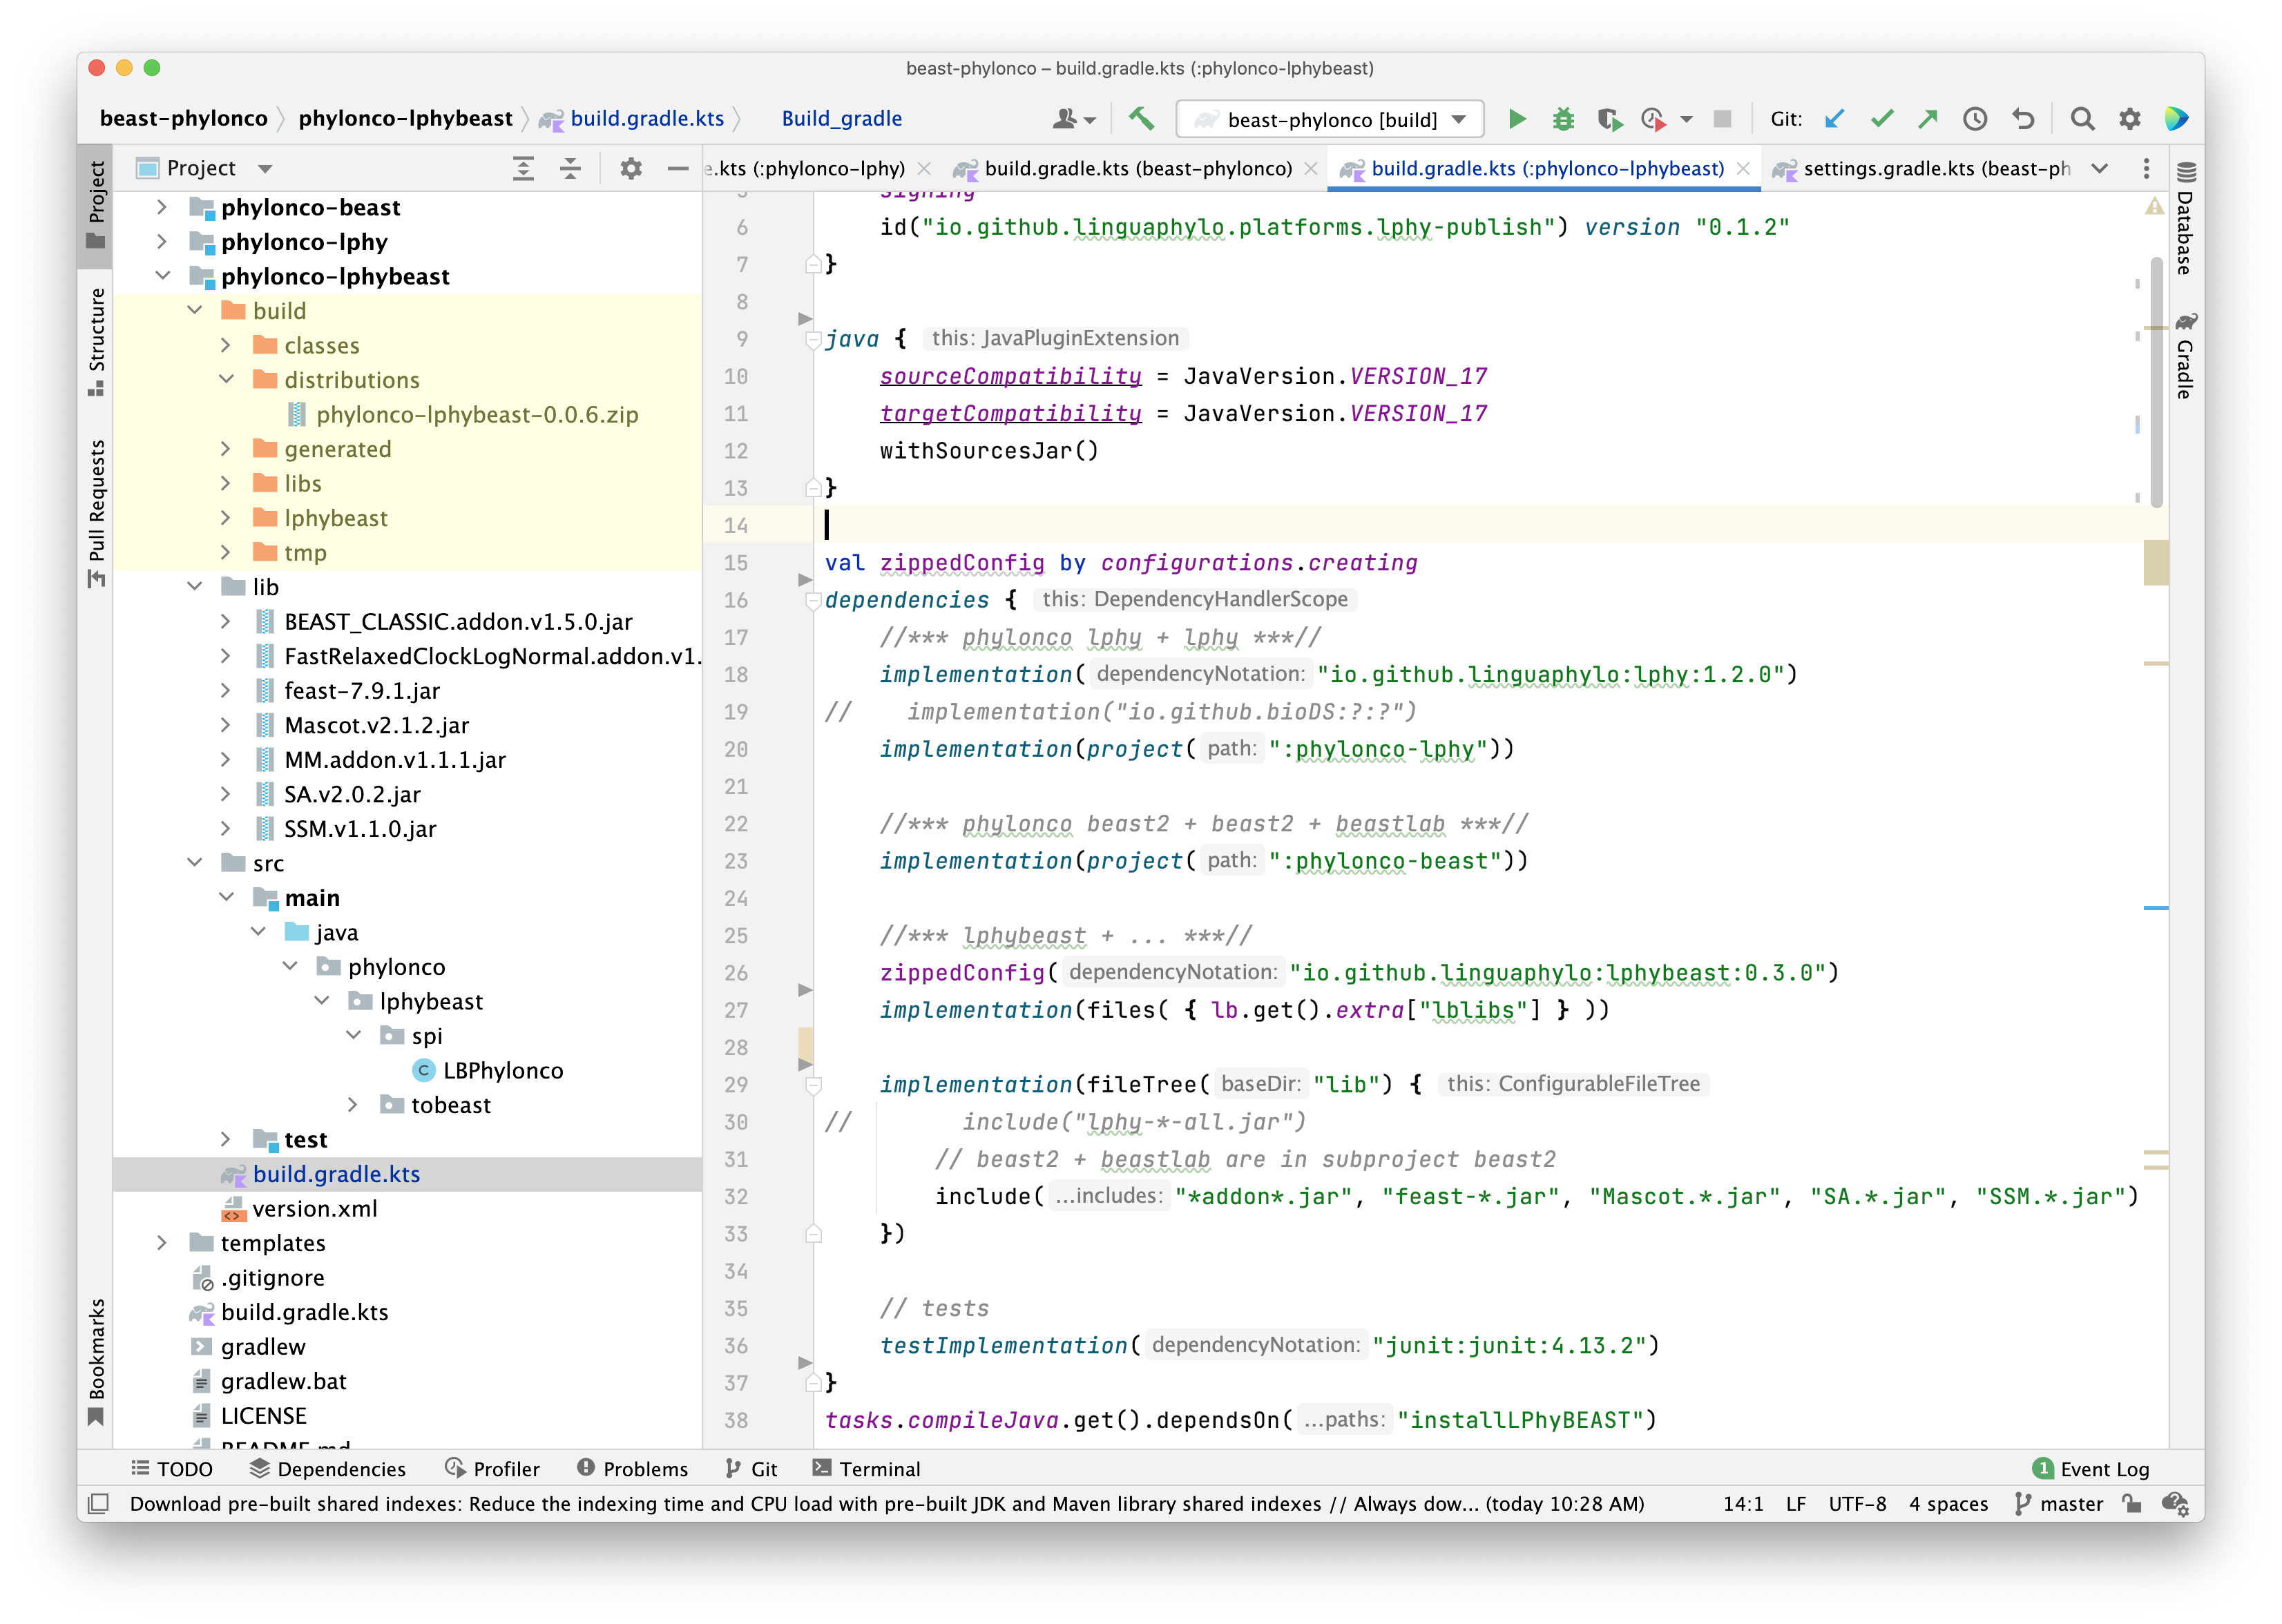 beast-phylonco – build.gradle.kts (:phylonco-lphybeast)
beast-phylonco phylonco-lphybeast build.gradle.kts Build_gradle
beast-phylonco [build]
Git:
Project
e.kts (:phylonco-lphy)
build.gradle.kts (beast-phylonco)
build.gradle.kts (:phylonco-lphybeast)
settings.gradle.kts (beast-ph
Project
Structure
Pull Requests
Bookmarks
phylonco-beast
phylonco-lphy
phylonco-lphybeast
build
classes
distributions
phylonco-lphybeast-0.0.6.zip
generated
libs
lphybeast
tmp
lib
BEAST_CLASSIC.addon.v1.5.0.jar
FastRelaxedClockLogNormal.addon.v1.
feast-7.9.1.jar
Mascot.v2.1.2.jar
MM.addon.v1.1.1.jar
SA.v2.0.2.jar
SSM.v1.1.0.jar
src
main
java
phylonco
lphybeast
spi
LBPhylonco
tobeast
test
build.gradle.kts
version.xml
templates
.gitignore
build.gradle.kts
gradlew
gradlew.bat
LICENSE
README.md
5 signing
6 id("io.github.linguaphylo.platforms.lphy-publish") version "0.1.2"
7 }
8
9 java { this: JavaPluginExtension
10 sourceCompatibility = JavaVersion.VERSION_17
11 targetCompatibility = JavaVersion.VERSION_17
12 withSourcesJar()
13 }
14
15 val zippedConfig by configurations.creating
16 dependencies { this: DependencyHandlerScope
17 //*** phylonco lphy + lphy ***//
18 implementation( dependencyNotation: "io.github.linguaphylo:lphy:1.2.0")
19 // implementation("io.github.bioDS:?:?")
20 implementation(project( path: ":phylonco-lphy"))
21
22 //*** phylonco beast2 + beast2 + beastlab ***//
23 implementation(project( path: ":phylonco-beast"))
24
25 //*** lphybeast + ... ***//
26 zippedConfig( dependencyNotation: "io.github.linguaphylo:lphybeast:0.3.0")
27 implementation(files( { lb.get().extra["lblibs"] } ))
28
29 implementation(fileTree( baseDir: "lib") { this: ConfigurableFileTree
30 // include("lphy-*-all.jar")
31 // beast2 + beastlab are in subproject beast2
32 include( ...includes: "*addon*.jar", "feast-*.jar", "Mascot.*.jar", "SA.*.jar", "SSM.*.jar")
33 })
34
35 // tests
36 testImplementation( dependencyNotation: "junit:junit:4.13.2")
37 }
38 tasks.compileJava.get().dependsOn( ...paths: "installLPhyBEAST")
Database
Gradle
TODO Dependencies Profiler Problems Git Terminal
1 Event Log
Download pre-built shared indexes: Reduce the indexing time and CPU load with pre-built JDK and Maven library shared indexes // Always dow... (today 10:28 AM)
14:1 LF UTF-8 4 spaces master